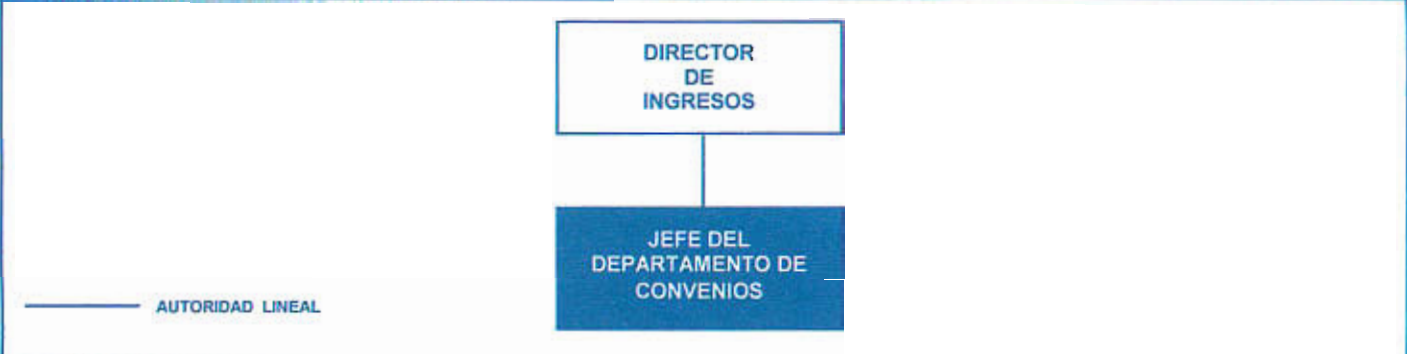 DIRECTOR
DE
INGRESOS
JEFE DEL
DEPARTAMENTO DE
CONVENIOS
AUTORIDAD LINEAL